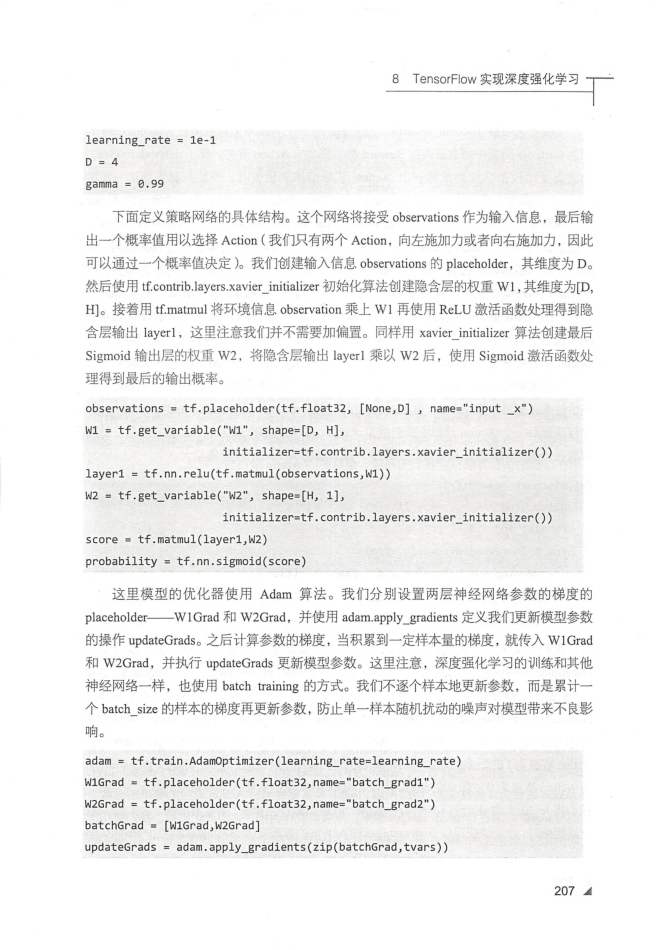 8 TensorFlow 实现深度强化学习
learning_rate = 1e-1
D = 4
gamma = 0.99
下面定义策略网络的具体结构。这个网络将接受 observations 作为输入信息，最后输
出一个概率值用以选择 Action（我们只有两个 Action，向左施加力或者向右施加力，因此
可以通过一个概率值决定）。我们创建输入信息 observations 的 placeholder，其维度为 D。
然后使用 tf.contrib.layers.xavier_initializer 初始化算法创建隐含层的权重 W1，其维度为[D,
H]。接着用 tf.matmul 将环境信息 observation 乘上 W1 再使用 ReLU 激活函数处理得到隐
含层输出 layer1，这里注意我们并不需要加偏置。同样用 xavier_initializer 算法创建最后
Sigmoid 输出层的权重 W2，将隐含层输出 layer1 乘以 W2 后，使用 Sigmoid 激活函数处
理得到最后的输出概率。
observations = tf.placeholder(tf.float32, [None,D] , name="input _x")
W1 = tf.get_variable("W1", shape=[D, H],
initializer=tf.contrib.layers.xavier_initializer())
layer1 = tf.nn.relu(tf.matmul(observations,W1))
W2 = tf.get_variable("W2", shape=[H, 1],
initializer=tf.contrib.layers.xavier_initializer())
score = tf.matmul(layer1,W2)
probability = tf.nn.sigmoid(score)
这里模型的优化器使用 Adam 算法。我们分别设置两层神经网络参数的梯度的
placeholder——W1Grad 和 W2Grad，并使用 adam.apply_gradients 定义我们更新模型参数
的操作 updateGrads。之后计算参数的梯度，当积累到一定样本量的梯度，就传入 W1Grad
和 W2Grad，并执行 updateGrads 更新模型参数。这里注意，深度强化学习的训练和其他
神经网络一样，也使用 batch training 的方式。我们不逐个样本地更新参数，而是累计一
个 batch_size 的样本的梯度再更新参数，防止单一样本随机扰动的噪声对模型带来不良影
响。
adam = tf.train.AdamOptimizer(learning_rate=learning_rate)
W1Grad = tf.placeholder(tf.float32,name="batch_grad1")
W2Grad = tf.placeholder(tf.float32,name="batch_grad2")
batchGrad = [W1Grad,W2Grad]
updateGrads = adam.apply_gradients(zip(batchGrad,tvars))
207